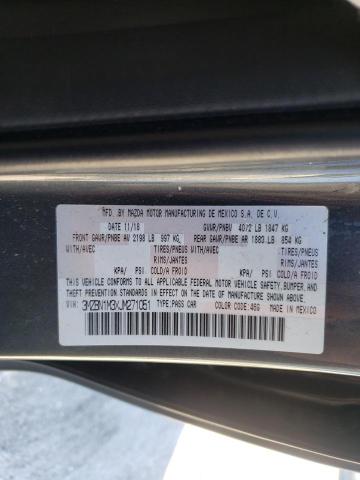 MFD. BY MAZDA MOTOR MANUFACTURING DE MEXICO S.A. DE C.V.
DATE 11/18 GVWR/PNBV 4072 LB 1847 KG
FRONT GAWR/PNBE AV 2198 LB 997 KG REAR GAWR/PNBE AR 1883 LB 854 KG
WITH/AVEC TIRES/PNEUS WITH/AVEC TIRES/PNEUS
RIMS/JANTES RIMS/JANTES
KPA/ PSI COLD/A FROID KPA/ PSI COLD/A FROID
THIS VEHICLE CONFORMS TO ALL APPLICABLE FEDERAL MOTOR VEHICLE SAFETY, BUMPER, AND
THEFT PREVENTION STANDARDS IN EFFECT ON THE DATE OF MANUFACTURE SHOWN ABOVE.
VIN: 3MZBN1M3XJM271051 TYPE:PASS CAR COLOR CODE:46G MADE IN MEXICO